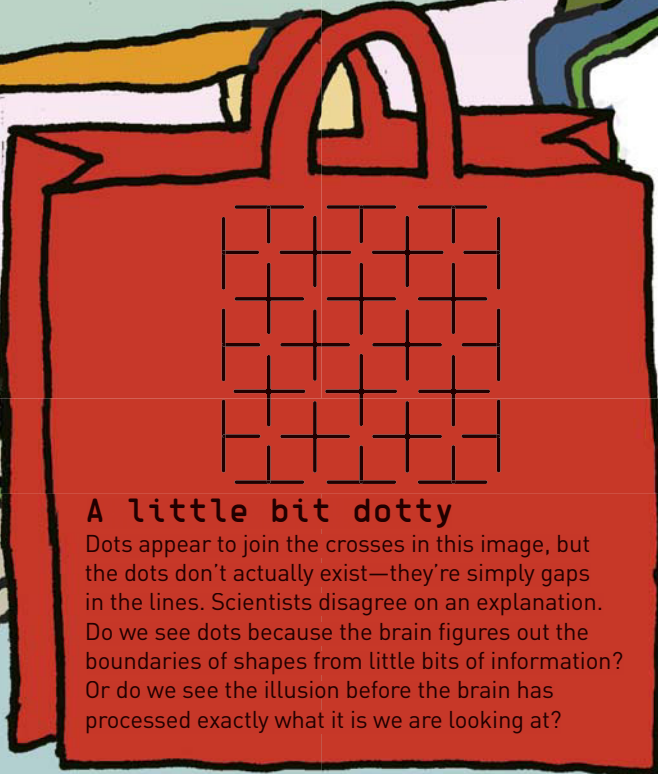 A little bit dotty
Dots appear to join the crosses in this image, but
the dots don’t actually exist—they’re simply gaps
in the lines. Scientists disagree on an explanation.
Do we see dots because the brain figures out the
boundaries of shapes from little bits of information?
Or do we see the illusion before the brain has
processed exactly what it is we are looking at?